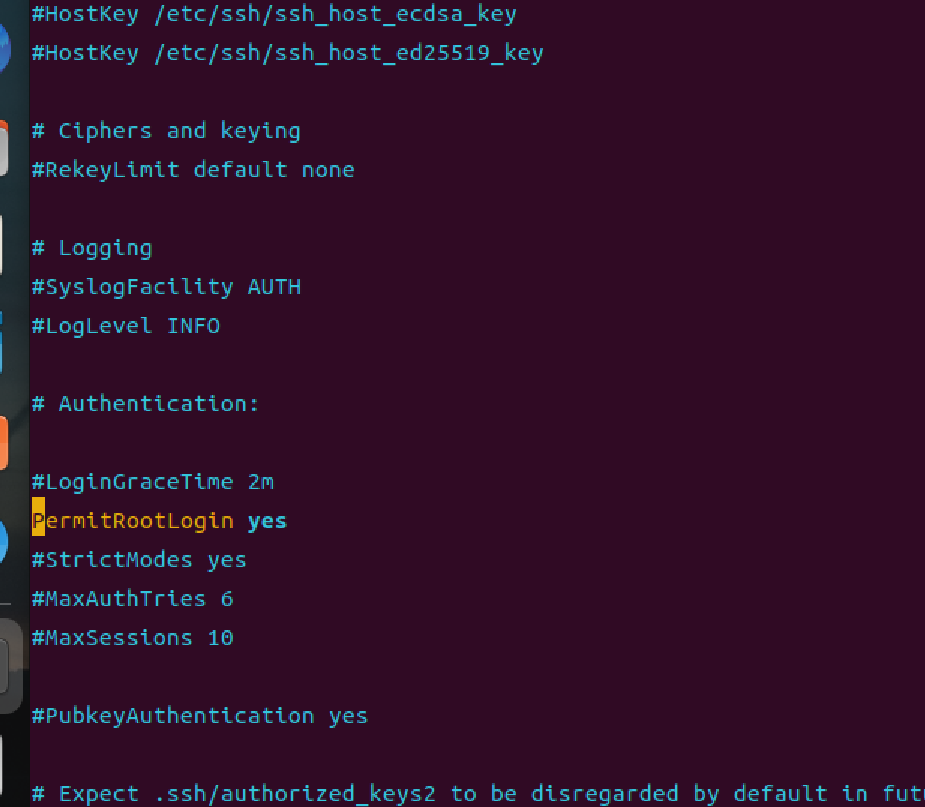 #HostKey /etc/ssh/ssh_host_ecdsa_key
#HostKey /etc/ssh/ssh_host_ed25519_key
# Ciphers and keying
#RekeyLimit default none
# Logging
#SyslogFacility AUTH
#LogLevel INFO
# Authentication:
#LoginGraceTime 2m
PermitRootLogin yes
#StrictModes yes
#MaxAuthTries 6
#MaxSessions 10
#PubkeyAuthentication yes
# Expect .ssh/authorized_keys2 to be disregarded by default in